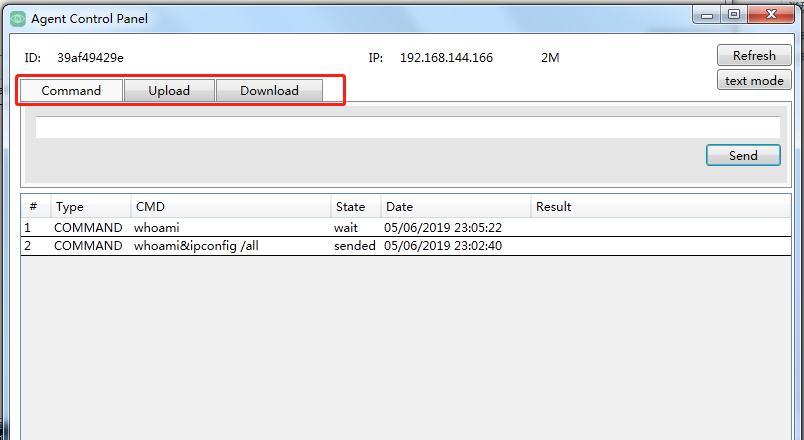 Agent Control Panel
ID: 39af49429e IP: 192.168.144.166 2M Refresh
text mode
Command Upload Download
Send
# Type CMD State Date Result
1 COMMAND whoami wait 05/06/2019 23:05:22
2 COMMAND whoami&ipconfig /all sended 05/06/2019 23:02:40